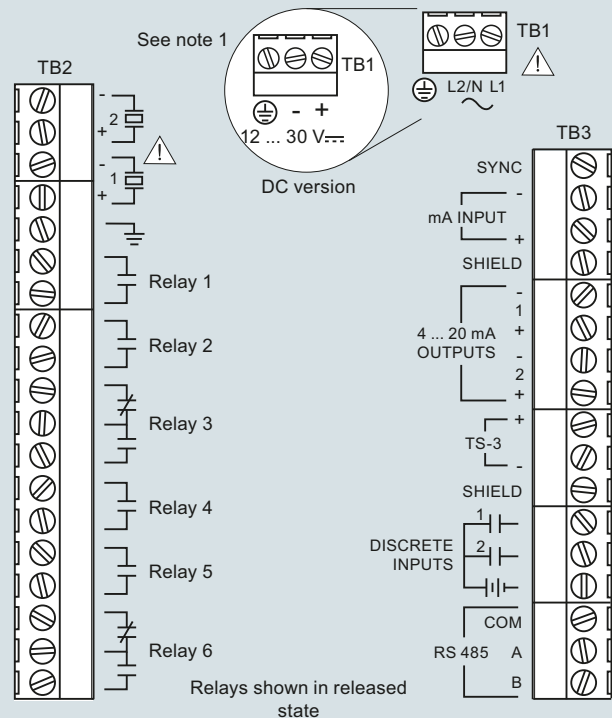 See note 1
TB1
- +
12 ... 30 V
DC version
TB1
L2/N L1
TB2
-
2
+
-
1
+
Relay 1
Relay 2
Relay 3
Relay 4
Relay 5
Relay 6
Relays shown in released
state
TB3
SYNC
-
mA INPUT
+
SHIELD
-
1
+
4 ... 20 mA
OUTPUTS
-
2
+
+
TS-3
-
SHIELD
1
2
DISCRETE
INPUTS
COM
RS 485 A
B